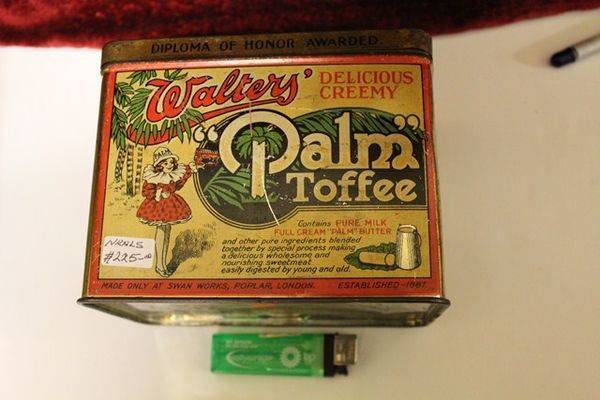 DIPLOMA OF HONOR AWARDED.
Walters'
DELICIOUS
CREEMY
"Palm"
Toffee
PALM
Contains PURE MILK
FULL CREAM "PALM" BUTTER
and other pure ingredients blended
together by special process making
a delicious wholesome and
nourishing sweetmeat
easily digested by young and old.
#225-00
MADE ONLY AT SWAN WORKS, POPLAR, LONDON.
ESTABLISHED-1887.
bp